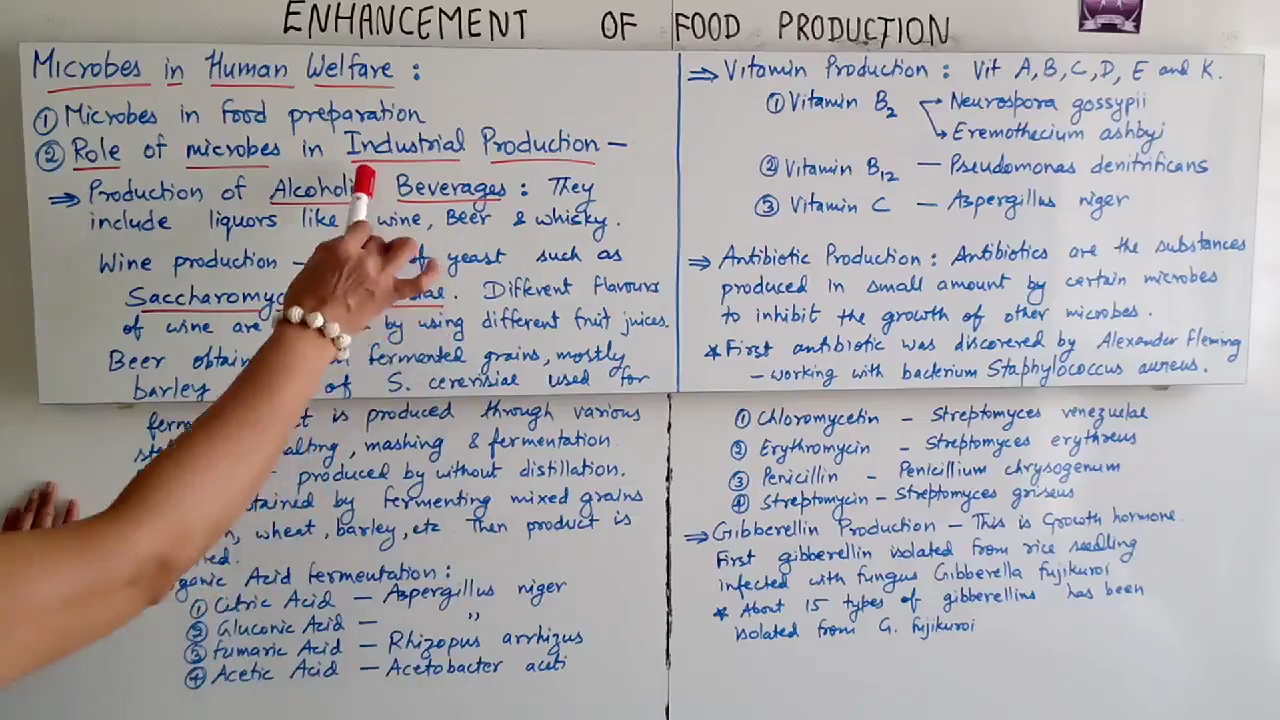 ENHANCEMENT OF FOOD PRODUCTION
Microbes in Human Welfare :
① Microbes in food preparation
② Role of microbes in Industrial Production –
⇒ Production of Alcoholi Beverages : They
include liquors like wine, Beer & whisky.
Wine production – of yeast such as
Saccharomy iae. Different flavours
of wine are by using different fruit juices.
Beer obtain fermented grains, mostly
barley of S. cerevisiae used for
ferm t is produced through various
ste alting, mashing & fermentation.
produced by without distillation.
tained by fermenting mixed grains
n, wheat, barley, etc. Then product is
ed.
ganic Acid fermentation :
① Citric Acid – Aspergillus niger
② Gluconic Acid – "
③ fumaric Acid – Rhizopus arrhizus
④ Acetic Acid – Acetobacter aceti
⇒ Vitamin Production : Vit A, B, C, D, E and K.
① Vitamin B2 Neurospora gossypii
Eremothecium ashbyi
② Vitamin B12 – Pseudomonas denitrificans
③ Vitamin C – Aspergillus niger
⇒ Antibiotic Production : Antibiotics are the substances
produced in small amount by certain microbes
to inhibit the growth of other microbes.
* First antibiotic was discovered by Alexander Fleming
– working with bacterium Staphylococcus aureus.
① Chloromycetin – Streptomyces venezuelae
② Erythromycin – Streptomyces erythreus
③ Penicillin – Penicillium chrysogenum
④ Streptomycin – Streptomyces griseus
⇒ Gibberellin Production – This is Growth hormone.
First gibberellin isolated from rice seedling
infected with fungus Gibberella fujikuroi
* About 15 types of gibberellins has been
isolated from G. fujikuroi